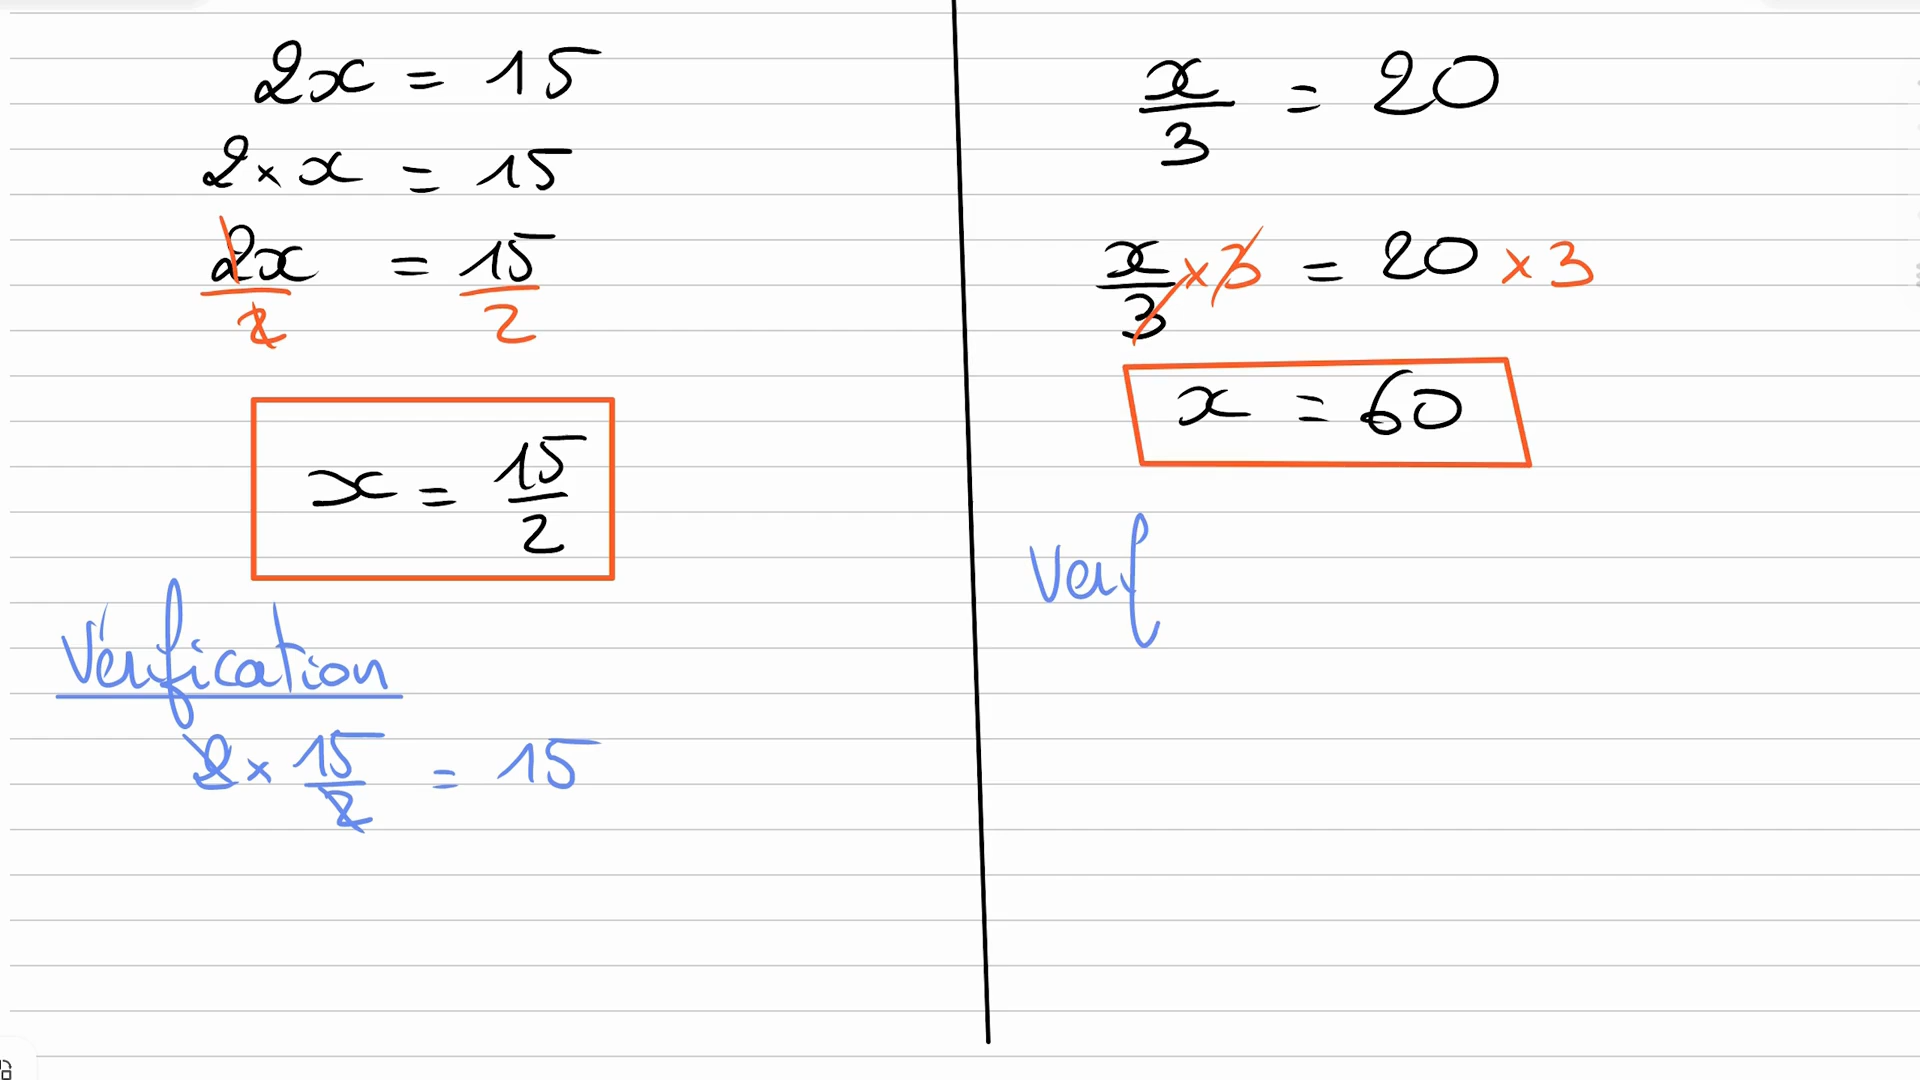 2x = 15
2 × x = 15
2x/2 = 15/2
x = 15/2
Vérification
2 × 15/2 = 15
x/3 = 20
x/3 × 3 = 20 × 3
x = 60
Verif